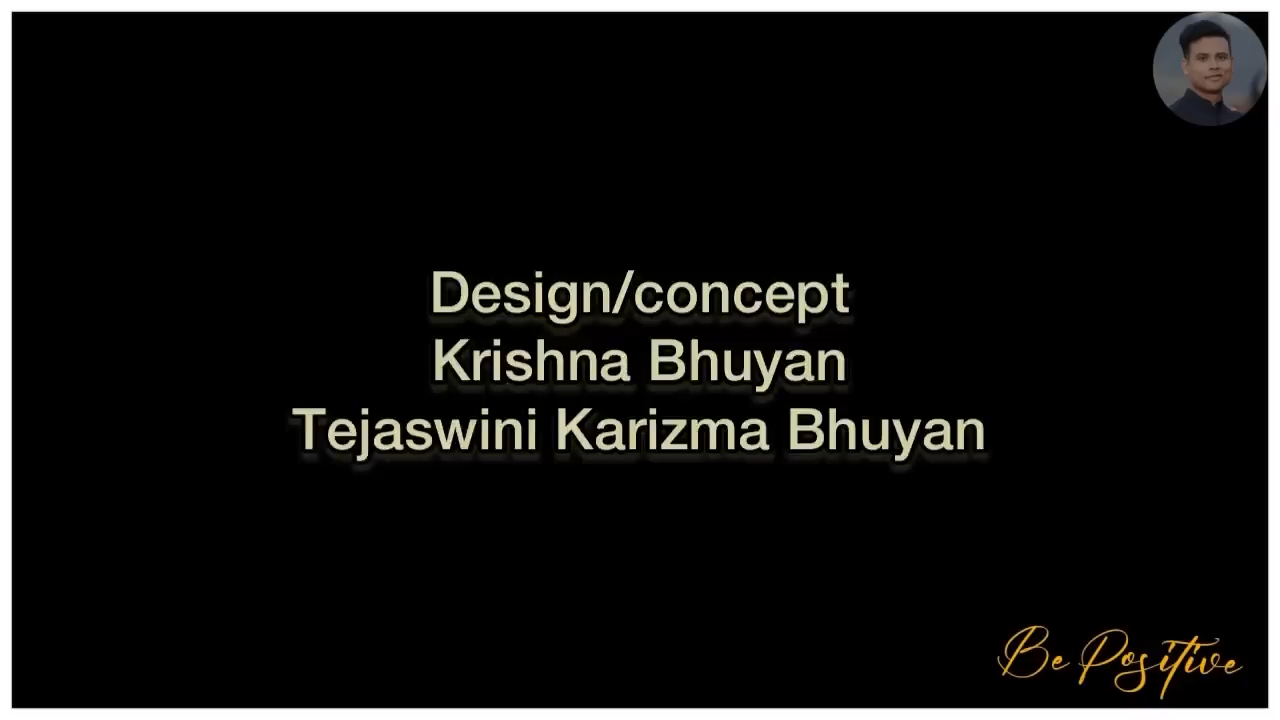 Design/concept
Krishna Bhuyan
Tejaswini Karizma Bhuyan
Be Positive